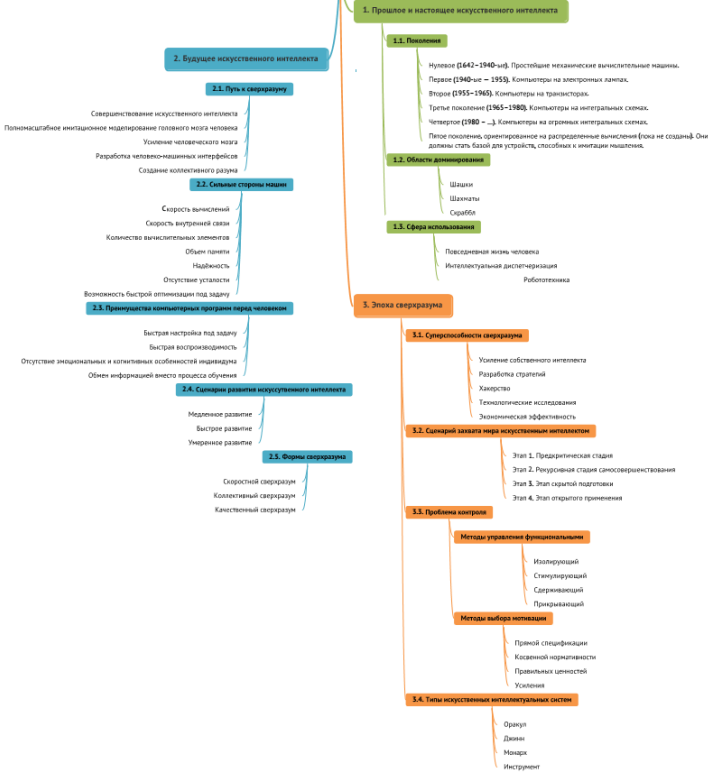 1. Прошлое и настоящее искусственного интеллекта
1.1. Поколения
Нулевое (1642–1940-ые). Простейшие механические вычислительные машины.
Первое (1940-ые – 1955). Компьютеры на электронных лампах.
Второе (1955–1965). Компьютеры на транзисторах.
Третье поколение (1965–1980). Компьютеры на интегральных схемах.
Четвертое (1980 – ...). Компьютеры на огромных интегральных схемах.
Пятое поколение, ориентированное на распределенные вычисления (пока не созданы). Они
должны стать базой для устройств, способных к имитации мышления.
1.2. Области доминирования
Шашки
Шахматы
Скраббл
1.3. Сфера использования
Повседневная жизнь человека
Интеллектуальная диспетчеризация
Робототехника
2. Будущее искусственного интеллекта
2.1. Путь к сверхразуму
Совершенствование искусственного интеллекта
Полномасштабное имитационное моделирование головного мозга человека
Усиление человеческого мозга
Разработка человеко-машинных интерфейсов
Создание коллективного разума
2.2. Сильные стороны машин
Скорость вычислений
Скорость внутренней связи
Количество вычислительных элементов
Объем памяти
Надёжность
Отсутствие усталости
Возможность быстрой оптимизации под задачу
2.3. Преимущества компьютерных программ перед человеком
Быстрая настройка под задачу
Быстрая воспроизводимость
Отсутствие эмоциональных и когнитивных особенностей индивидума
Обмен информацией вместо процесса обучения
2.4. Сценарии развития искуссутвенного интеллекта
Медленное развитие
Быстрое развитие
Умеренное развитие
2.5. Формы сверхразума
Скоростной сверхразум
Коллективный сверхразум
Качественный сверхразум
3. Эпоха сверхразума
3.1. Суперспособности сверхразума
Усиление собственного интеллекта
Разработка стратегий
Хакерство
Технологические исследования
Экономическая эффективность
3.2. Сценарий захвата мира искусственным интеллектом
Этап 1. Предкритическая стадия
Этап 2. Рекурсивная стадия самосовершенствования
Этап 3. Этап скрытой подготовки
Этап 4. Этап открытого применения
3.3. Проблема контроля
Методы управления функциональными
Изолирующий
Стимулирующий
Сдерживающий
Прикрывающий
Методы выбора мотивации
Прямой спецификации
Косвенной нормативности
Правильных ценностей
Усиления
3.4. Типы искусственных интеллектуальных систем
Оракул
Джинн
Монарх
Инструмент